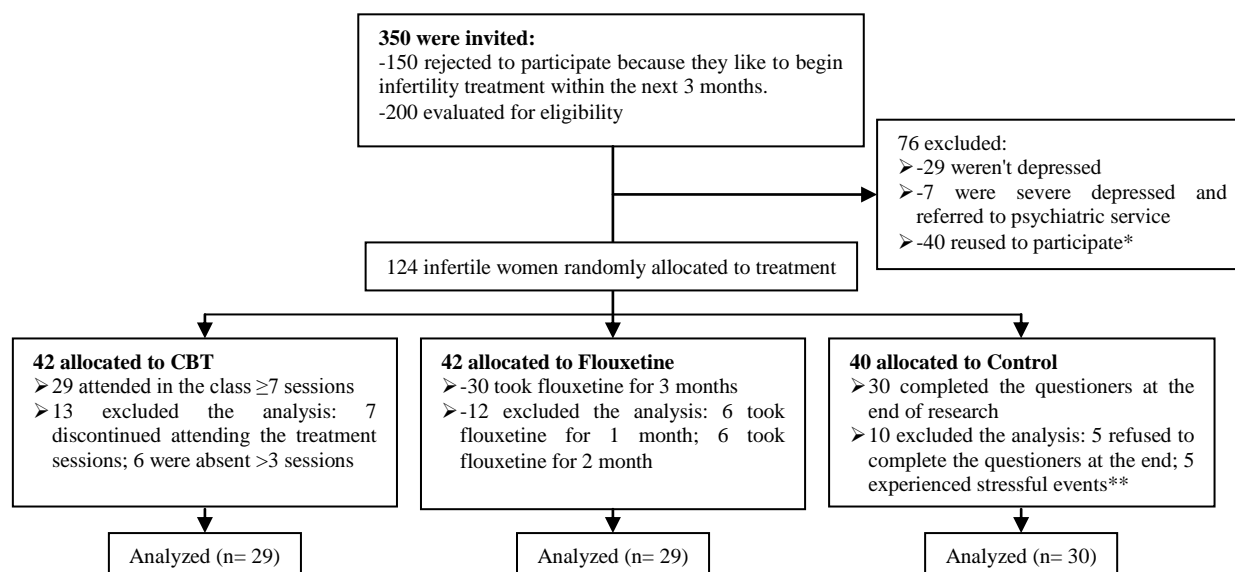 350 were invited:
-150 rejected to participate because they like to begin
infertility treatment within the next 3 months.
-200 evaluated for eligibility
76 excluded:
➢-29 weren't depressed
➢-7 were severe depressed and
referred to psychiatric service
➢-40 reused to participate*
124 infertile women randomly allocated to treatment
42 allocated to CBT
➢29 attended in the class ≥7 sessions
➢13 excluded the analysis: 7
discontinued attending the treatment
sessions; 6 were absent >3 sessions
42 allocated to Flouxetine
➢-30 took flouxetine for 3 months
➢-12 excluded the analysis: 6 took
flouxetine for 1 month; 6 took
flouxetine for 2 month
40 allocated to Control
➢30 completed the questioners at the
end of research
➢10 excluded the analysis: 5 refused to
complete the questioners at the end; 5
experienced stressful events**
Analyzed (n= 29)
Analyzed (n= 29)
Analyzed (n= 30)